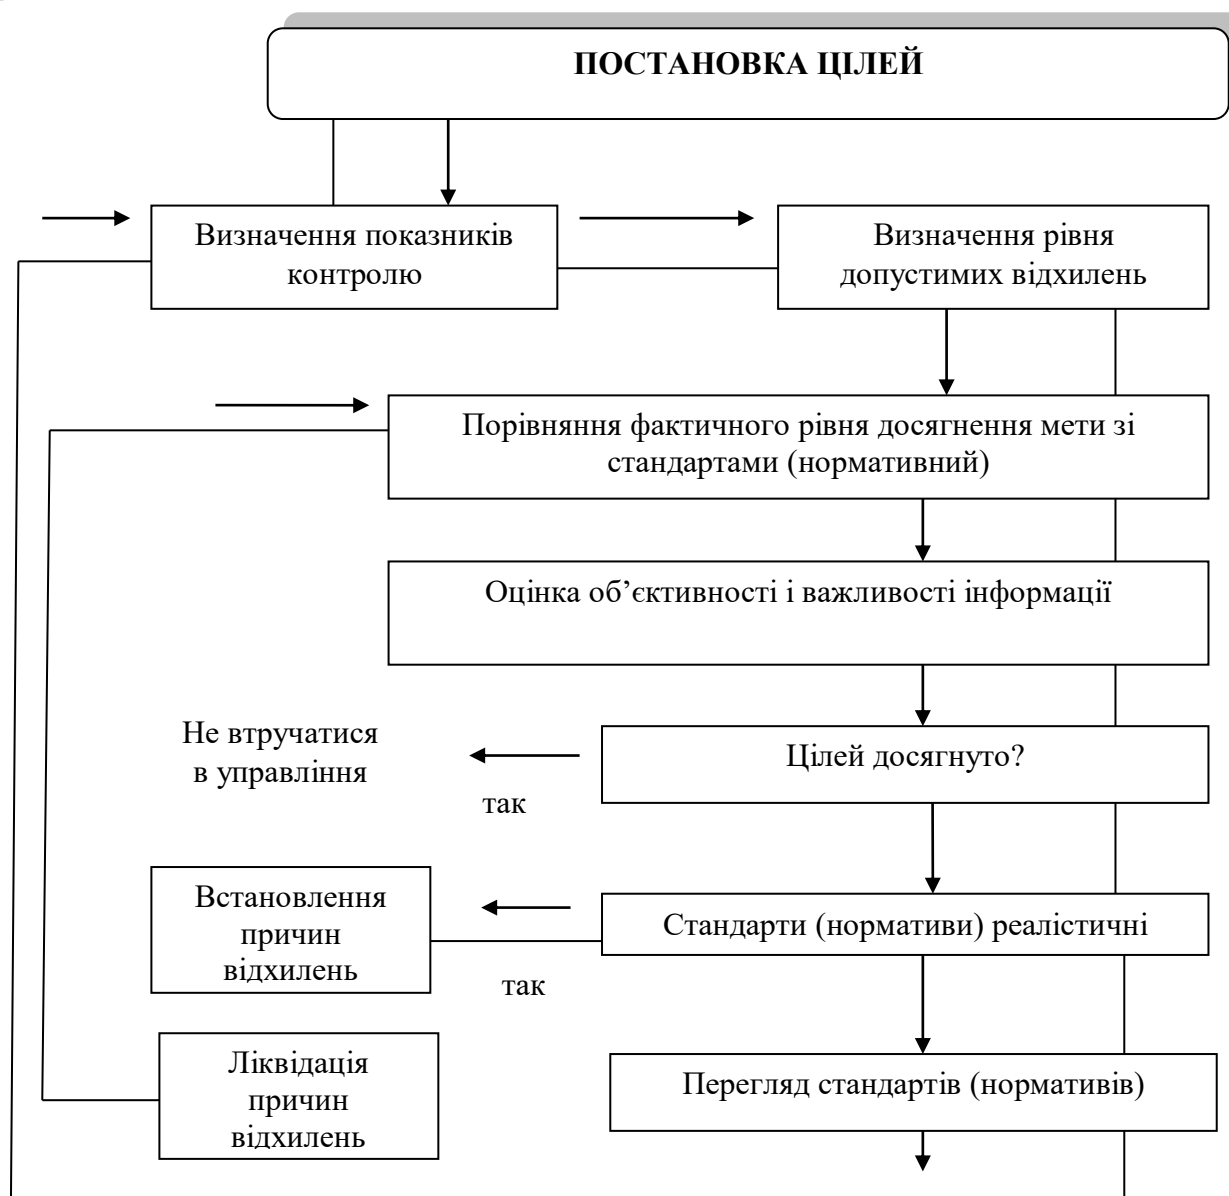 ПОСТАНОВКА ЦІЛЕЙ
Визначення показників
контролю
Визначення рівня
допустимих відхилень
Порівняння фактичного рівня досягнення мети зі
стандартами (нормативний)
Оцінка об’єктивності і важливості інформації
Не втручатися
в управління
так
Цілей досягнуто?
Встановлення
причин
відхилень
так
Стандарти (нормативи) реалістичні
Ліквідація
причин
відхилень
Перегляд стандартів (нормативів)